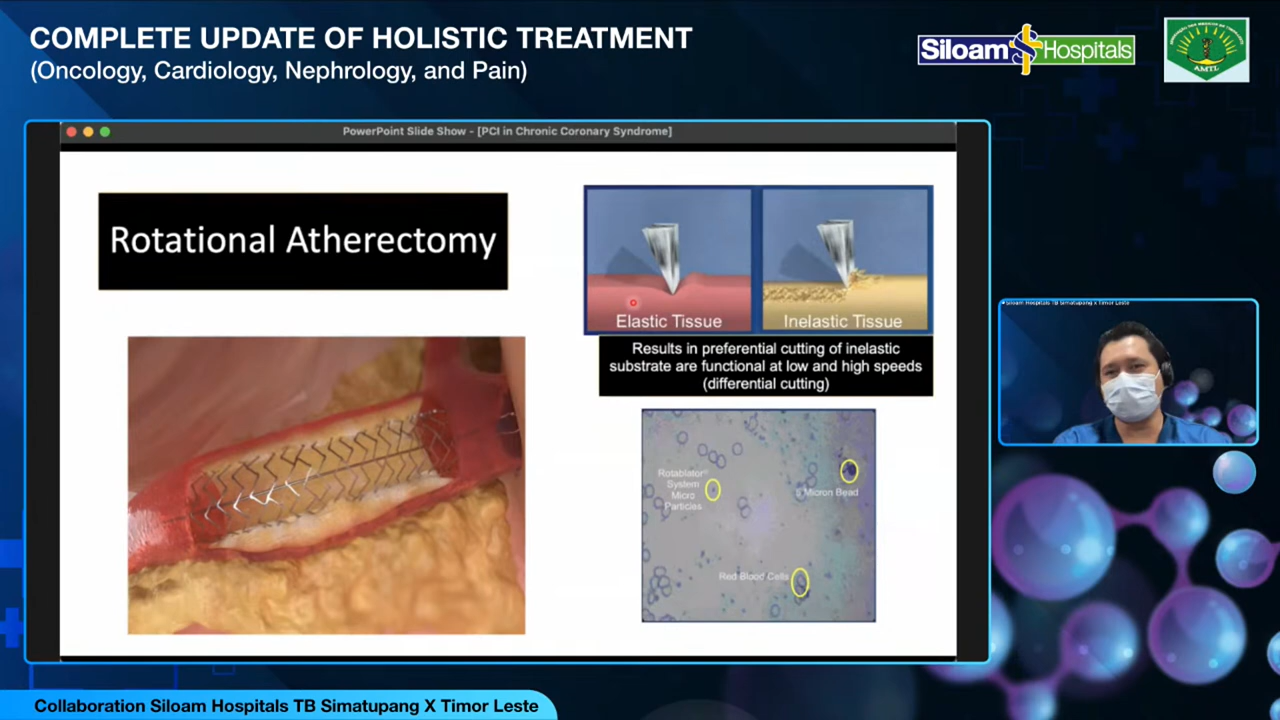 COMPLETE UPDATE OF HOLISTIC TREATMENT
(Oncology, Cardiology, Nephrology, and Pain)
Siloam Hospitals
AMTL
PowerPoint Slide Show - [PCI in Chronic Coronary Syndrome]
Rotational Atherectomy
Elastic Tissue
Inelastic Tissue
Results in preferential cutting of inelastic
substrate are functional at low and high speeds
(differential cutting)
Rotablator®
System
Micro
Particles
5 Micron Bead
Red Blood Cells
Siloam Hospitals TB Simatupang x Timor Leste
Collaboration Siloam Hospitals TB Simatupang X Timor Leste